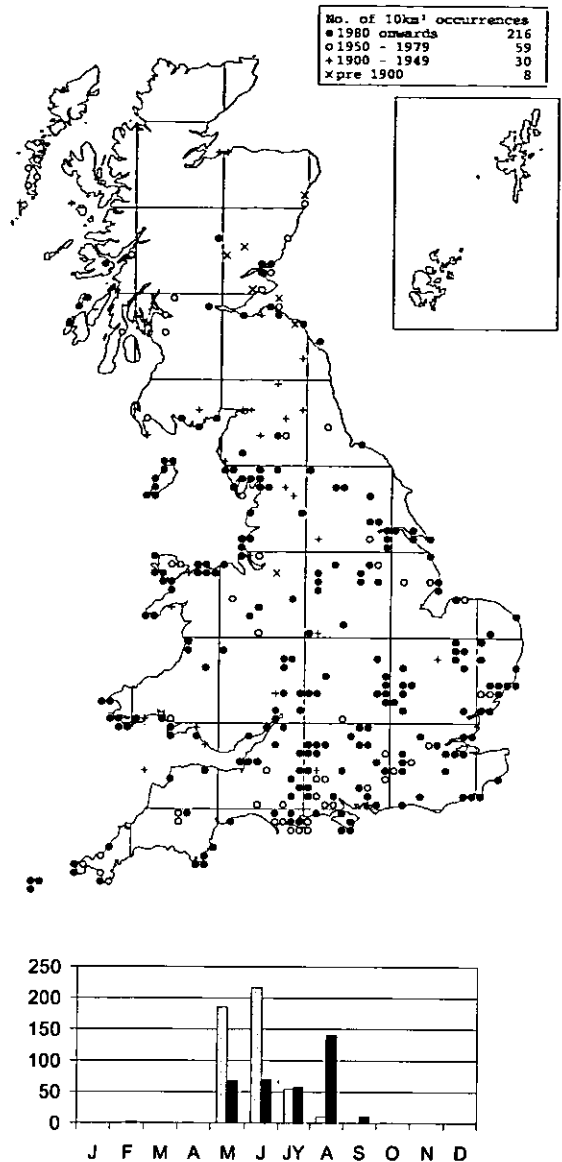 No. of 10km² occurrences
● 1980 onwards 216
○ 1950 - 1979 59
+ 1900 - 1949 30
× pre 1900 8
250
200
150
100
50
0
J F M A M J JY A S O N D